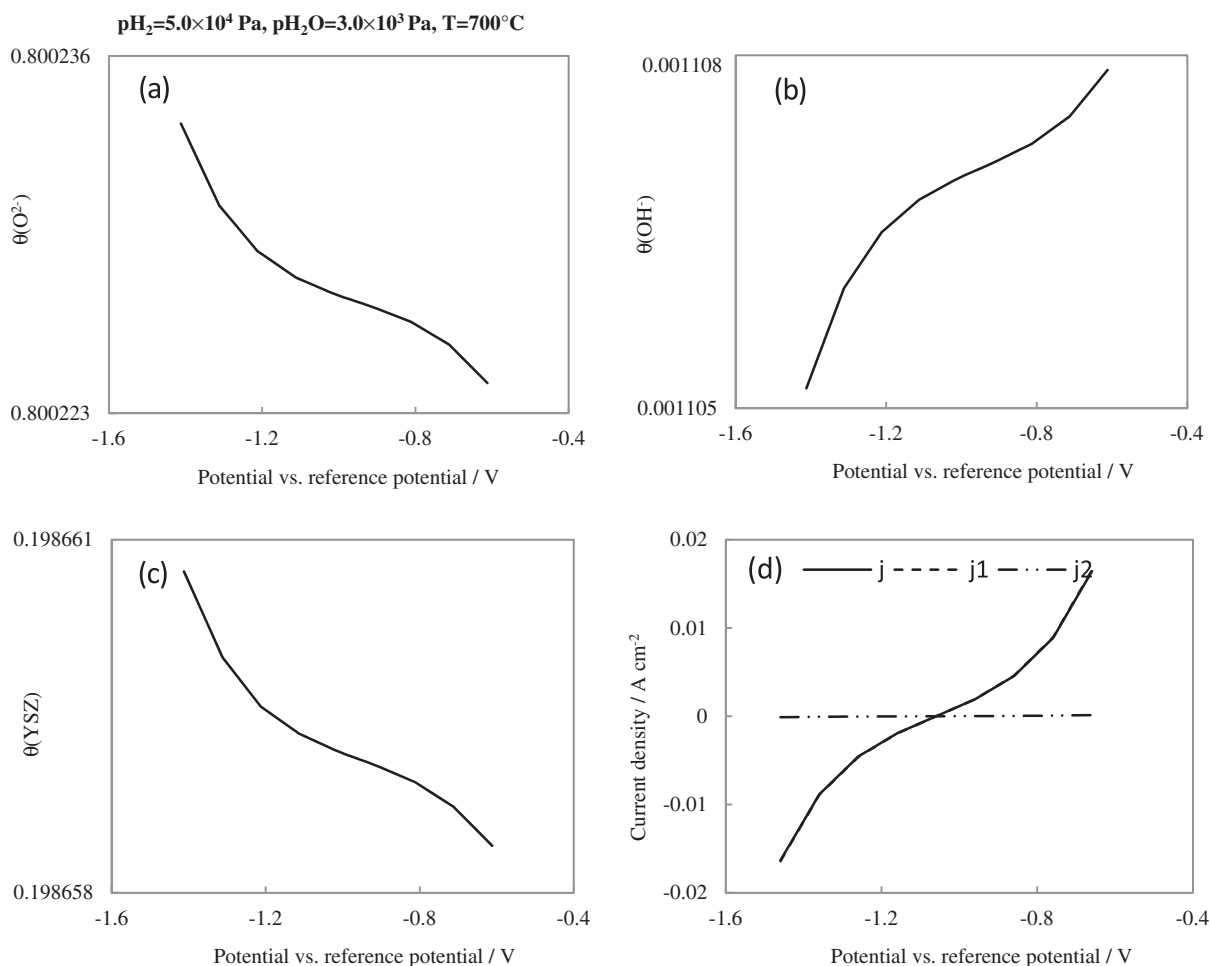 pH₂=5.0×10⁴ Pa, pH₂O=3.0×10³ Pa, T=700°C
0.800236
(a)
θ(O²⁻)
0.800223
-1.6 -1.2 -0.8 -0.4
Potential vs. reference potential / V
0.001108
(b)
θ(OH⁻)
0.001105
-1.6 -1.2 -0.8 -0.4
Potential vs. reference potential / V
0.198661
(c)
θ(YSZ)
0.198658
-1.6 -1.2 -0.8 -0.4
Potential vs. reference potential / V
0.02
(d) j j1 j2
0.01
Current density / A cm⁻²
0
-0.01
-0.02
-1.6 -1.2 -0.8 -0.4
Potential vs. reference potential / V